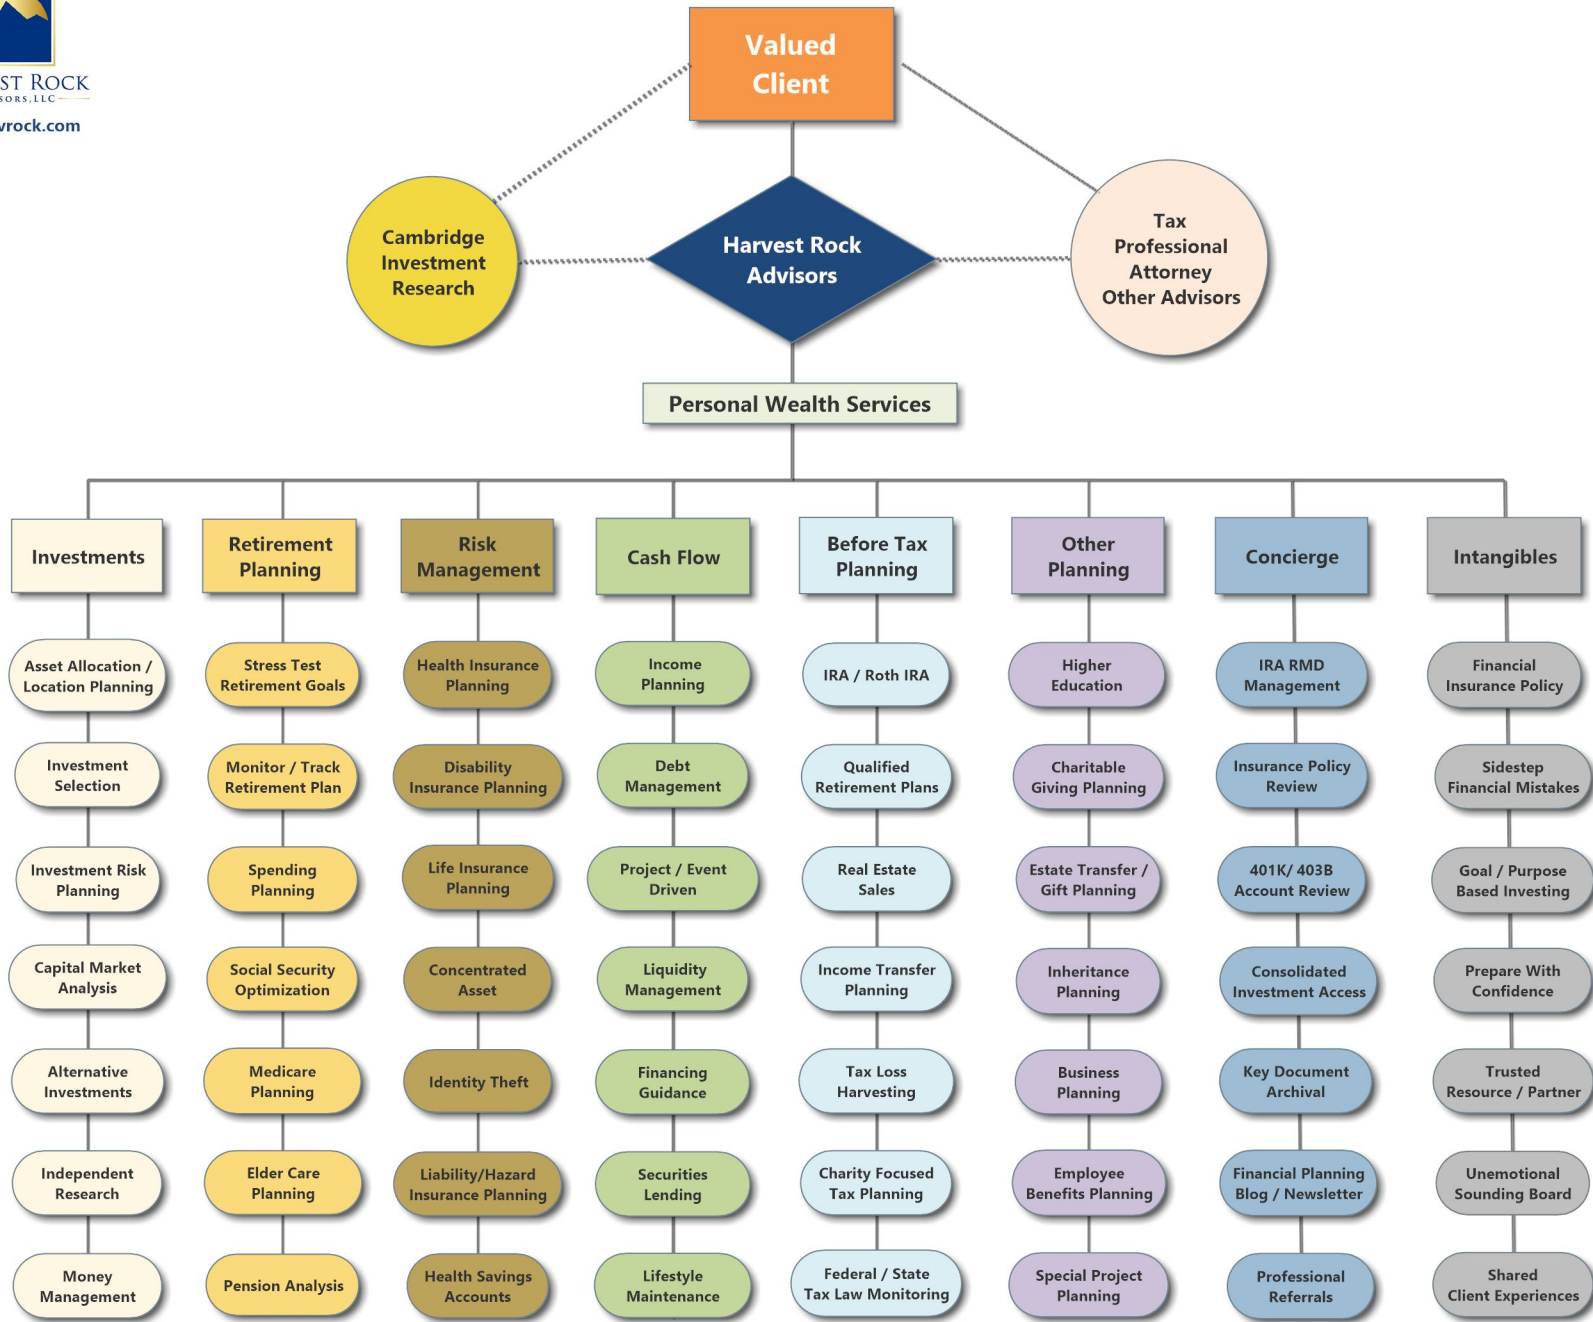 ST ROCK
SORS, LLC
vrock.com
Valued
Client
Cambridge
Investment
Research
Harvest Rock
Advisors
Tax
Professional
Attorney
Other Advisors
Personal Wealth Services
Investments
Asset Allocation /
Location Planning
Investment
Selection
Investment Risk
Planning
Capital Market
Analysis
Alternative
Investments
Independent
Research
Money
Management
Retirement
Planning
Stress Test
Retirement Goals
Monitor / Track
Retirement Plan
Spending
Planning
Social Security
Optimization
Medicare
Planning
Elder Care
Planning
Pension Analysis
Risk
Management
Health Insurance
Planning
Disability
Insurance Planning
Life Insurance
Planning
Concentrated
Asset
Identity Theft
Liability/Hazard
Insurance Planning
Health Savings
Accounts
Cash Flow
Income
Planning
Debt
Management
Project / Event
Driven
Liquidity
Management
Financing
Guidance
Securities
Lending
Lifestyle
Maintenance
Before Tax
Planning
IRA / Roth IRA
Qualified
Retirement Plans
Real Estate
Sales
Income Transfer
Planning
Tax Loss
Harvesting
Charity Focused
Tax Planning
Federal / State
Tax Law Monitoring
Other
Planning
Higher
Education
Charitable
Giving Planning
Estate Transfer /
Gift Planning
Inheritance
Planning
Business
Planning
Employee
Benefits Planning
Special Project
Planning
Concierge
IRA RMD
Management
Insurance Policy
Review
401K/ 403B
Account Review
Consolidated
Investment Access
Key Document
Archival
Financial Planning
Blog / Newsletter
Professional
Referrals
Intangibles
Financial
Insurance Policy
Sidestep
Financial Mistakes
Goal / Purpose
Based Investing
Prepare With
Confidence
Trusted
Resource / Partner
Unemotional
Sounding Board
Shared
Client Experiences